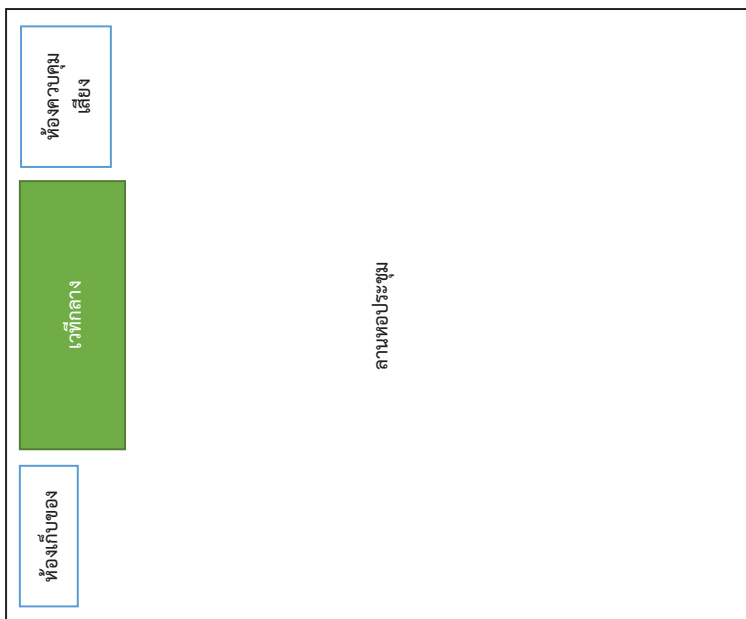 ห้องควบคุม
เสียง
เวทีกลาง
ลานหอประชุม
ห้องเก็บของ